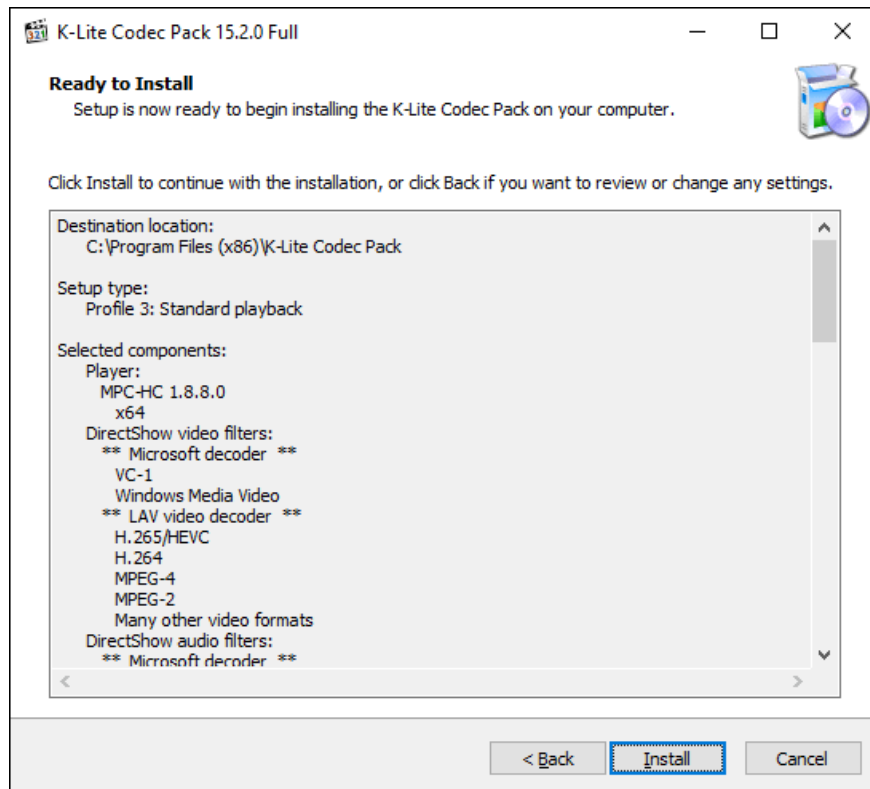 K-Lite Codec Pack 15.2.0 Full
Ready to Install
Setup is now ready to begin installing the K-Lite Codec Pack on your computer.
Click Install to continue with the installation, or click Back if you want to review or change any settings.
Destination location:
C:\Program Files (x86)\K-Lite Codec Pack
Setup type:
Profile 3: Standard playback
Selected components:
Player:
MPC-HC 1.8.8.0
x64
DirectShow video filters:
** Microsoft decoder **
VC-1
Windows Media Video
** LAV video decoder **
H.265/HEVC
H.264
MPEG-4
MPEG-2
Many other video formats
DirectShow audio filters:
** Microsoft decoder **
< Back
Install
Cancel